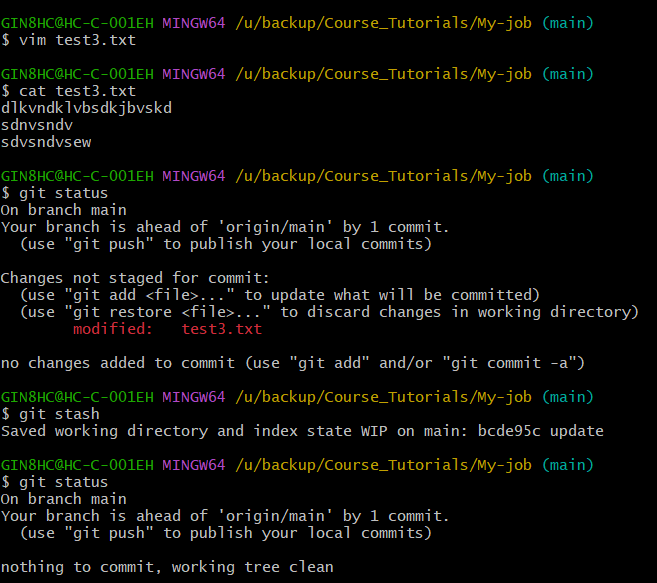 GIN8HC@HC-C-001EH MINGW64 /u/backup/Course_Tutorials/My-job (main)
$ vim test3.txt
GIN8HC@HC-C-001EH MINGW64 /u/backup/Course_Tutorials/My-job (main)
$ cat test3.txt
dlkvndklvbsdkjbvskd
sdnvsndv
sdvsndvsew
GIN8HC@HC-C-001EH MINGW64 /u/backup/Course_Tutorials/My-job (main)
$ git status
On branch main
Your branch is ahead of 'origin/main' by 1 commit.
  (use "git push" to publish your local commits)
Changes not staged for commit:
  (use "git add <file>..." to update what will be committed)
  (use "git restore <file>..." to discard changes in working directory)
        modified:   test3.txt
no changes added to commit (use "git add" and/or "git commit -a")
GIN8HC@HC-C-001EH MINGW64 /u/backup/Course_Tutorials/My-job (main)
$ git stash
Saved working directory and index state WIP on main: bcde95c update
GIN8HC@HC-C-001EH MINGW64 /u/backup/Course_Tutorials/My-job (main)
$ git status
On branch main
Your branch is ahead of 'origin/main' by 1 commit.
  (use "git push" to publish your local commits)
nothing to commit, working tree clean